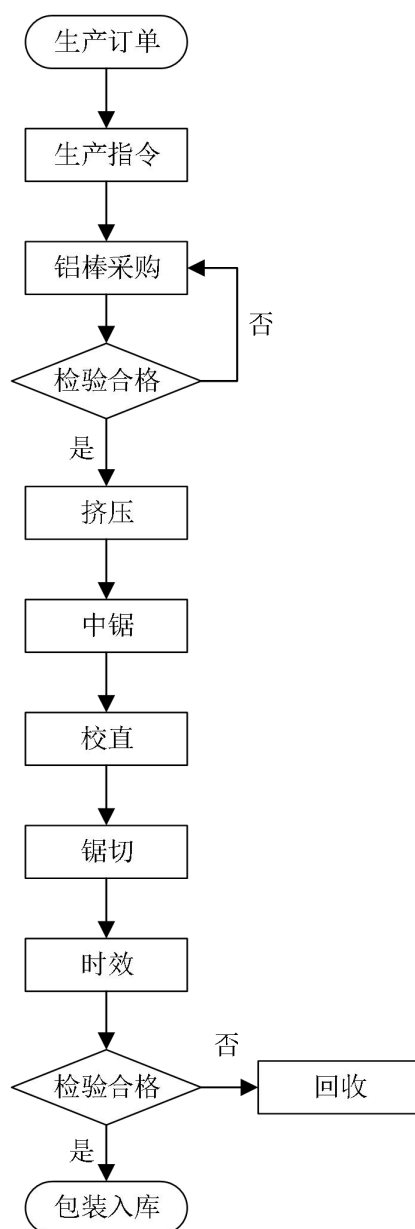 生产订单
生产指令
铝棒采购
否
检验合格
是
挤压
中锯
校直
锯切
时效
否
检验合格
回收
是
包装入库